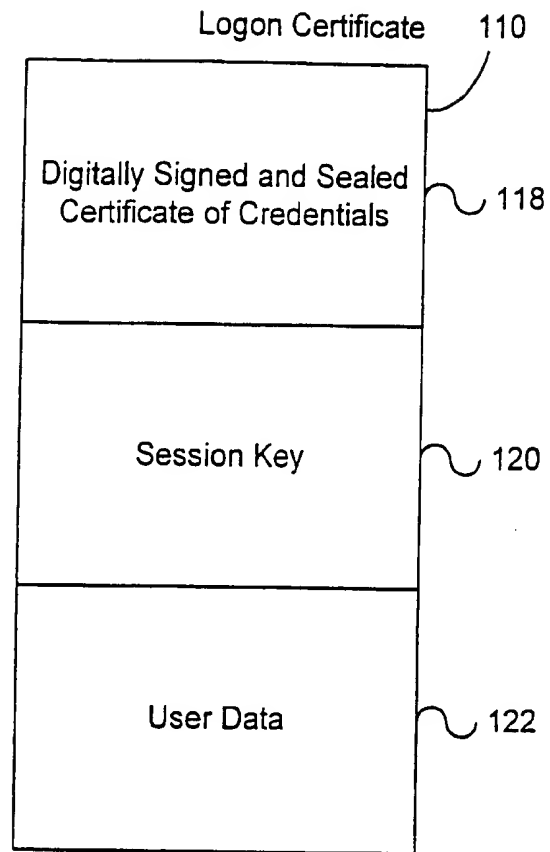 Logon Certificate 110
Digitally Signed and Sealed
Certificate of Credentials
118
Session Key
120
User Data
122